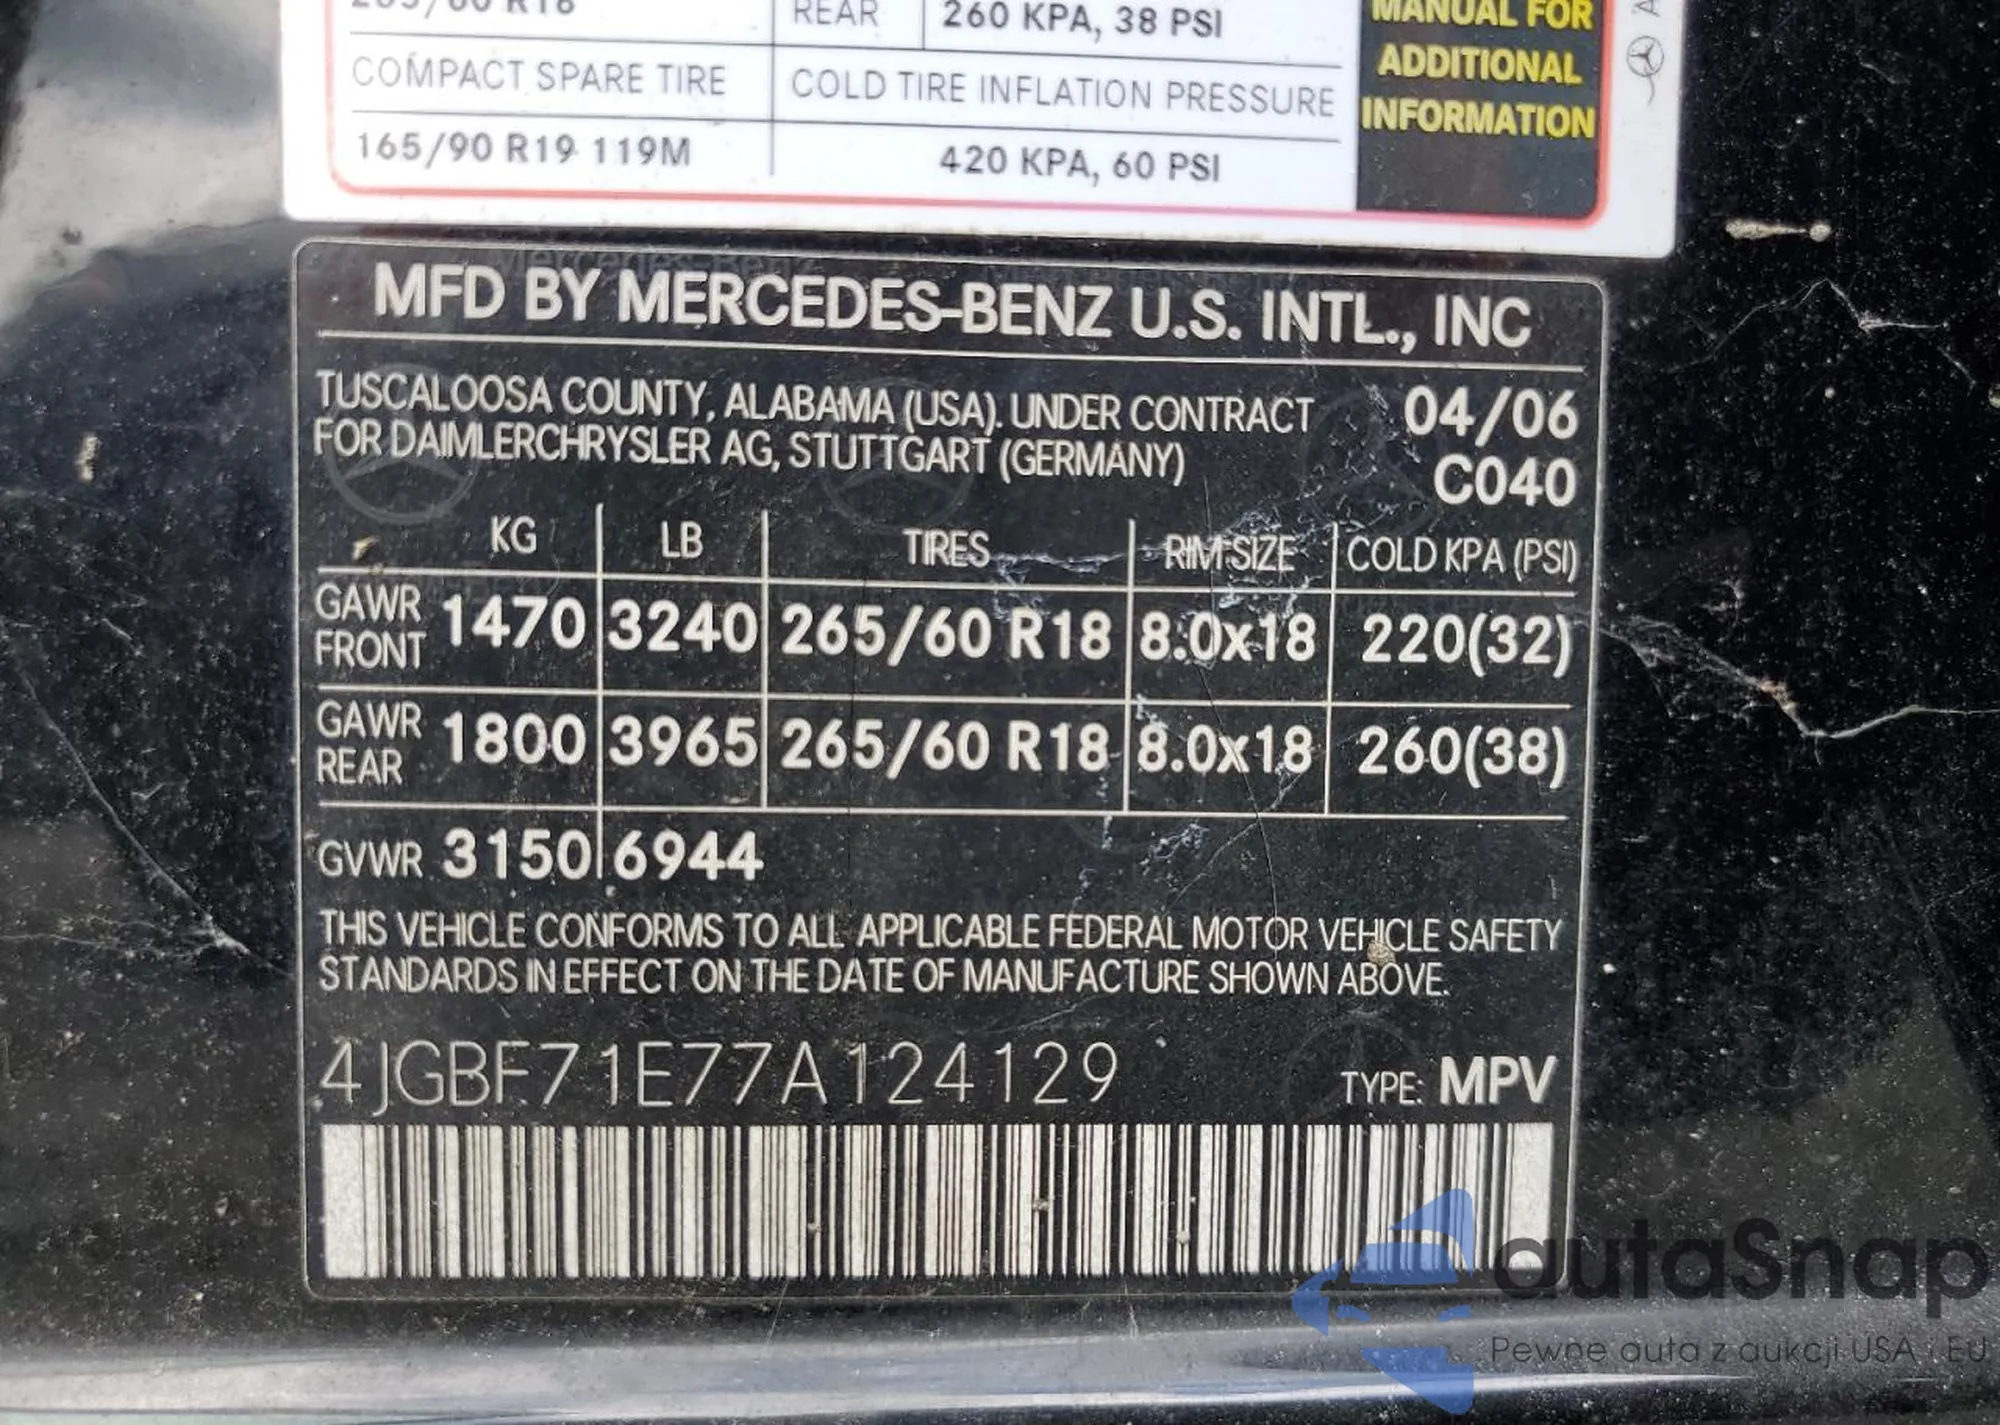 265/60 R18
REAR 260 KPA, 38 PSI
COMPACT SPARE TIRE COLD TIRE INFLATION PRESSURE
165/90 R19 119M 420 KPA, 60 PSI
MANUAL FOR
ADDITIONAL
INFORMATION
MFD BY MERCEDES-BENZ U.S. INTL., INC
TUSCALOOSA COUNTY, ALABAMA (USA). UNDER CONTRACT 04/06
FOR DAIMLERCHRYSLER AG, STUTTGART (GERMANY) C040
KG LB TIRES RIM SIZE COLD KPA (PSI)
GAWR FRONT 1470 3240 265/60 R18 8.0x18 220(32)
GAWR REAR 1800 3965 265/60 R18 8.0x18 260(38)
GVWR 3150 6944
THIS VEHICLE CONFORMS TO ALL APPLICABLE FEDERAL MOTOR VEHICLE SAFETY
STANDARDS IN EFFECT ON THE DATE OF MANUFACTURE SHOWN ABOVE.
4JGBF71E77A124129 TYPE: MPV
autaSnap
Pewne auta z aukcji USA i EU